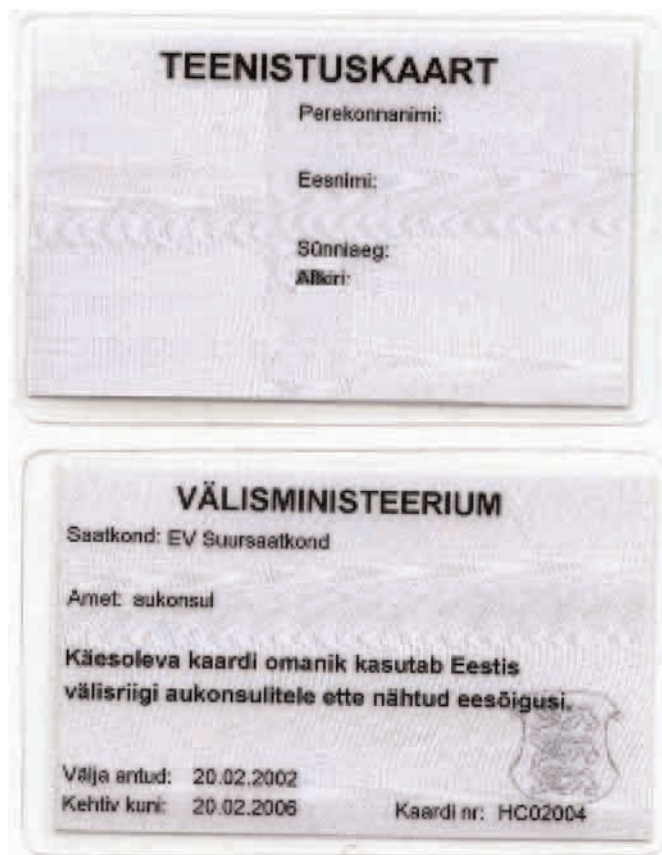 TEENISTUSKAART
Perekonnanimi:
Eesnimi:
Sünniaeg:
Allkiri:
VÄLISMINISTEERIUM
Saatkond: EV Suursaatkond
Amet: aukonsul
Käesoleva kaardi omanik kasutab Eestis
välisriigi aukonsulitele ette nähtud eesõigusi.
Välja antud: 20.02.2002
Kehtiv kuni: 20.02.2006
Kaardi nr: HC02004